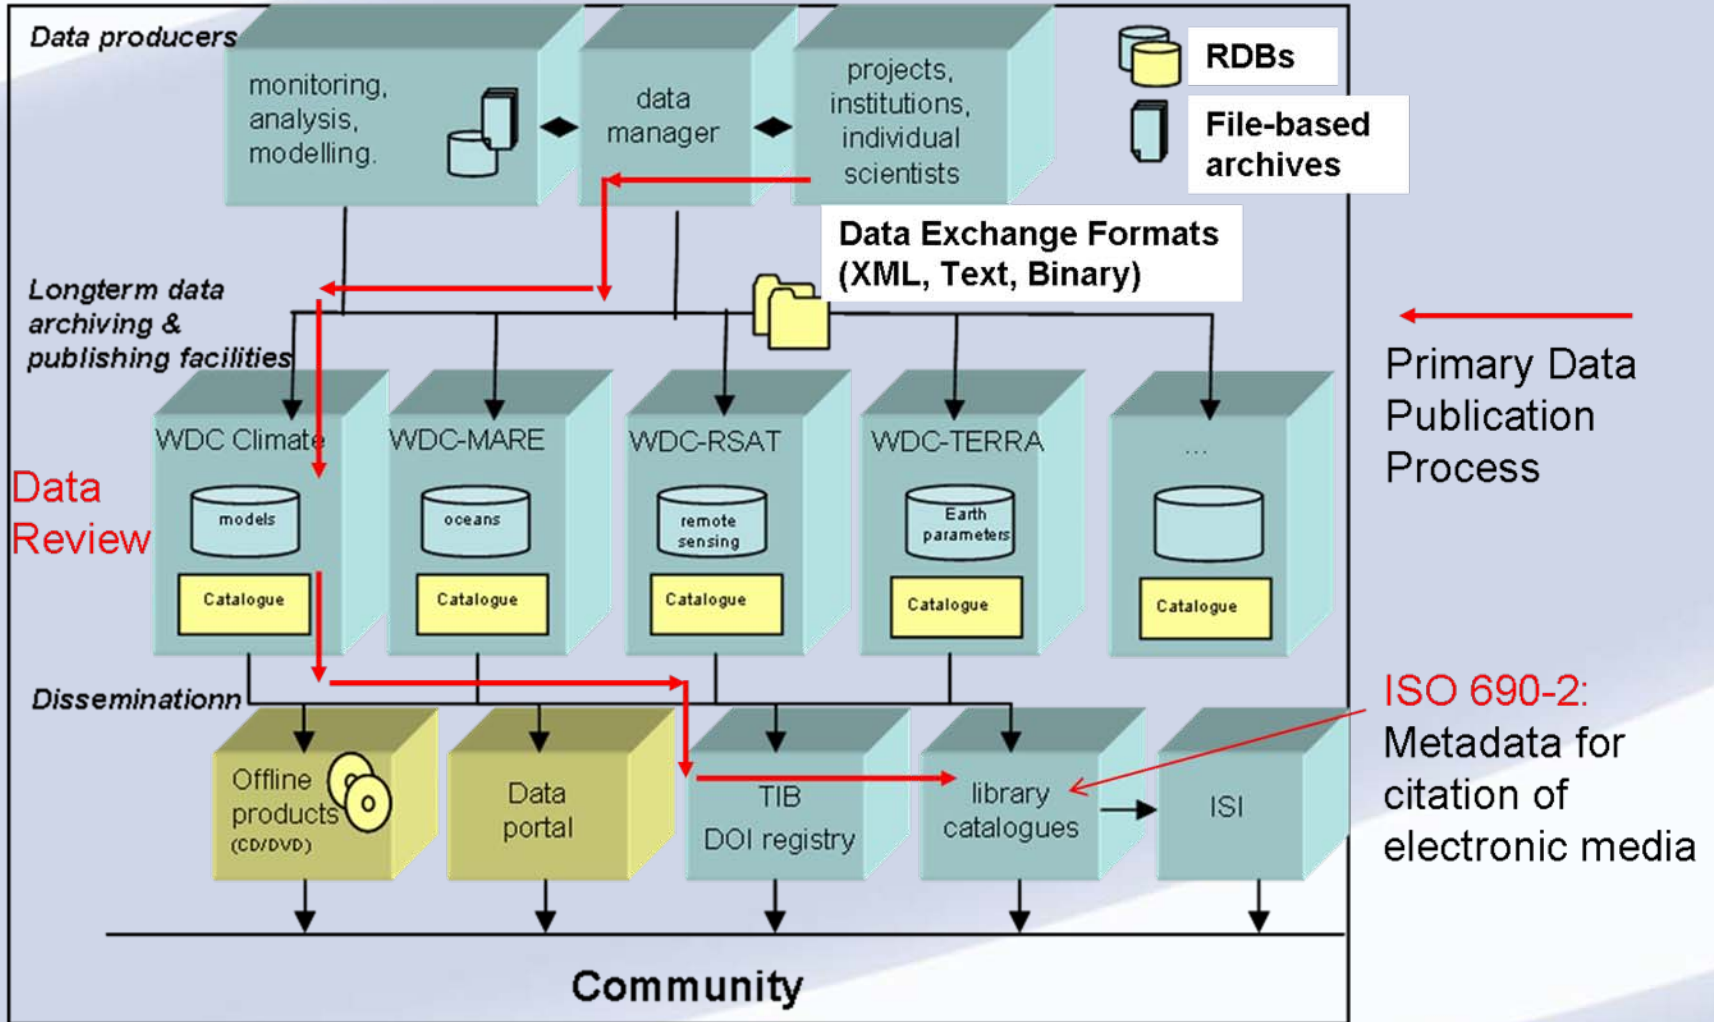 Data producers
monitoring,
analysis,
modelling.
data
manager
projects,
institutions,
individual
scientists
RDBs
File-based
archives
Data Exchange Formats
(XML, Text, Binary)
Longterm data
archiving &
publishing facilities
Primary Data
Publication
Process
WDC Climate
WDC-MARE
WDC-RSAT
WDC-TERRA
...
Data
Review
models
oceans
remote
sensing
Earth
parameters
Catalogue
Catalogue
Catalogue
Catalogue
Catalogue
Disseminationn
ISO 690-2:
Metadata for
citation of
electronic media
Offline
products
(CD/DVD)
Data
portal
TIB
DOI registry
library
catalogues
ISI
Community